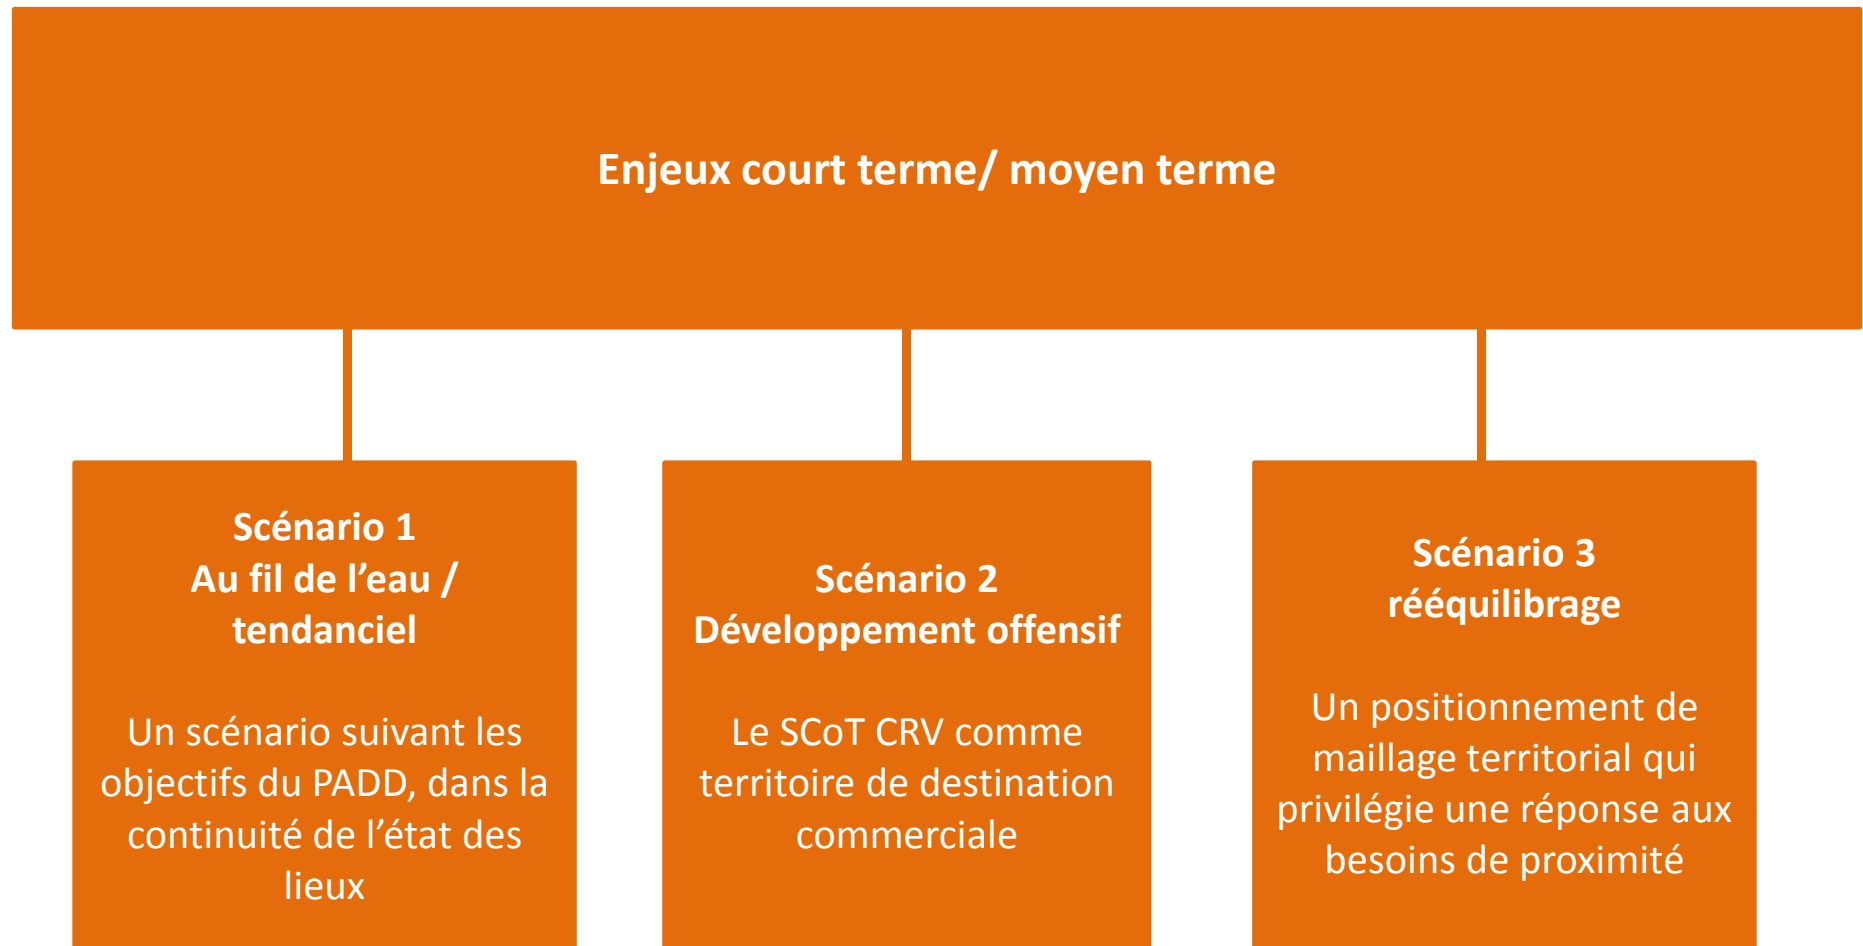 Enjeux court terme/ moyen terme
Scénario 1
Au fil de l’eau /
tendanciel
Un scénario suivant les
objectifs du PADD, dans la
continuité de l’état des
lieux
Scénario 2
Développement offensif
Le SCoT CRV comme
territoire de destination
commerciale
Scénario 3
rééquilibrage
Un positionnement de
maillage territorial qui
privilégie une réponse aux
besoins de proximité